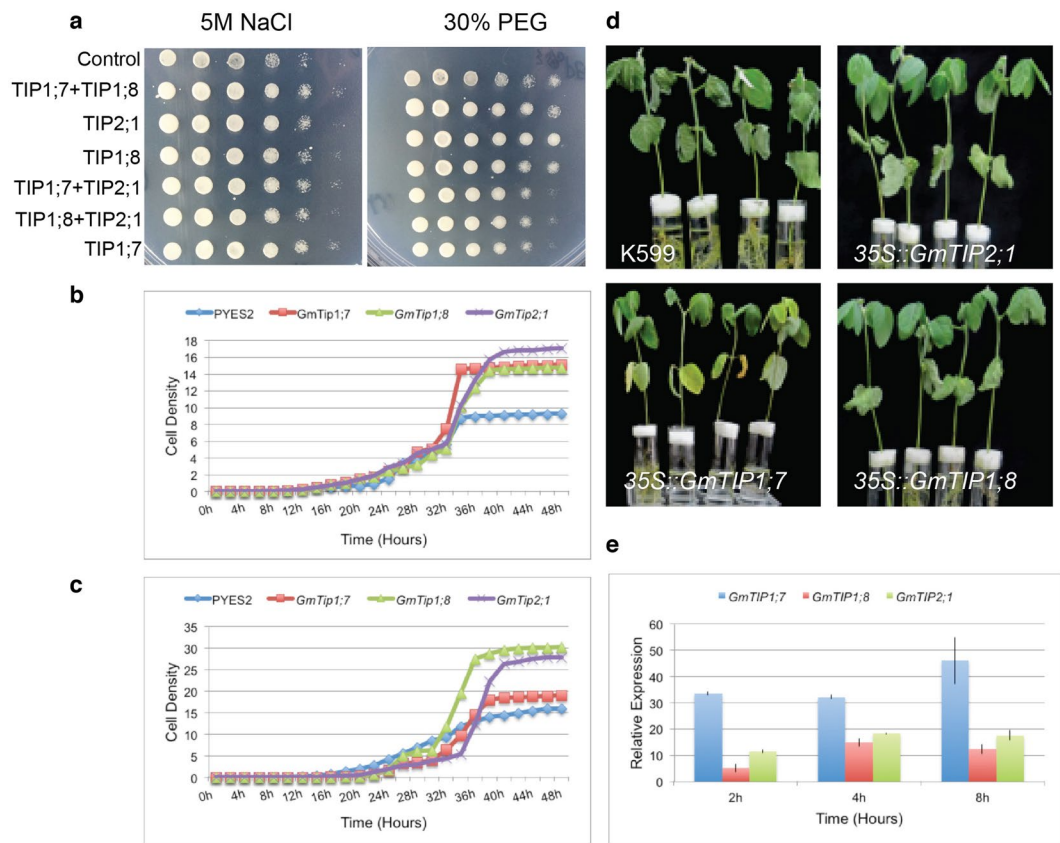 a
5M NaCl
30% PEG
Control
TIP1;7+TIP1;8
TIP2;1
TIP1;8
TIP1;7+TIP2;1
TIP1;8+TIP2;1
TIP1;7
b
PYES2 GmTip1;7 GmTip1;8 GmTip2;1
18
16
14
12
10
8
6
4
2
0
Cell Density
0h 4h 8h 12h 16h 20h 24h 28h 32h 36h 40h 44h 48h
Time (Hours)
c
PYES2 GmTip1;7 GmTip1;8 GmTip2;1
35
30
25
20
15
10
5
0
Cell Density
0h 4h 8h 12h 16h 20h 24h 28h 32h 36h 40h 44h 48h
Time (Hours)
d
K599
35S::GmTIP2;1
35S::GmTIP1;7
35S::GmTIP1;8
e
GmTIP1;7 GmTIP1;8 GmTIP2;1
60
50
40
30
20
10
0
Relative Expression
2h 4h 8h
Time (Hours)